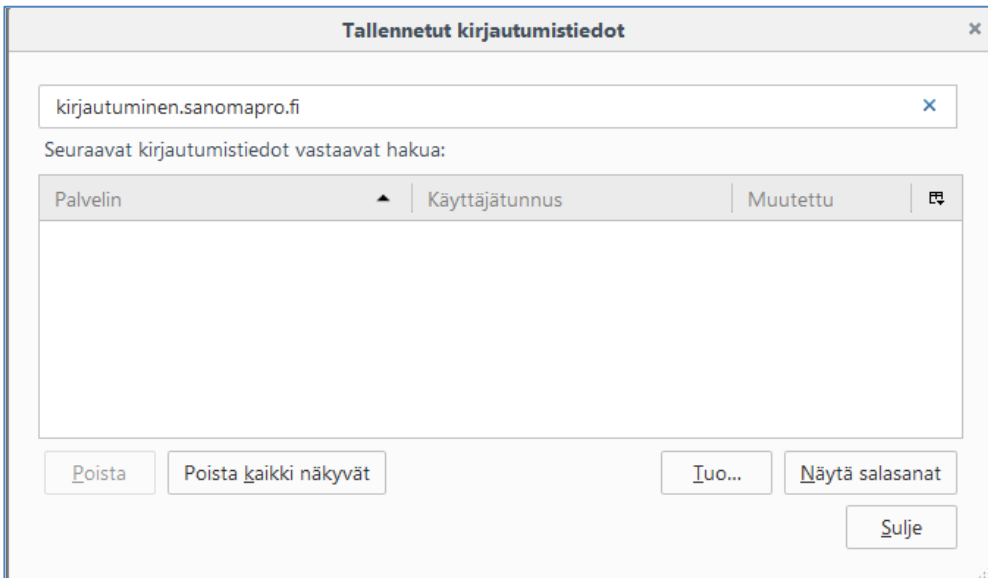 Tallennetut kirjautumistiedot
kirjautuminen.sanomapro.fi
Seuraavat kirjautumistiedot vastaavat hakua:
Palvelin Käyttäjätunnus Muutettu
Poista Poista kaikki näkyvät Tuo... Näytä salasanat
Sulje